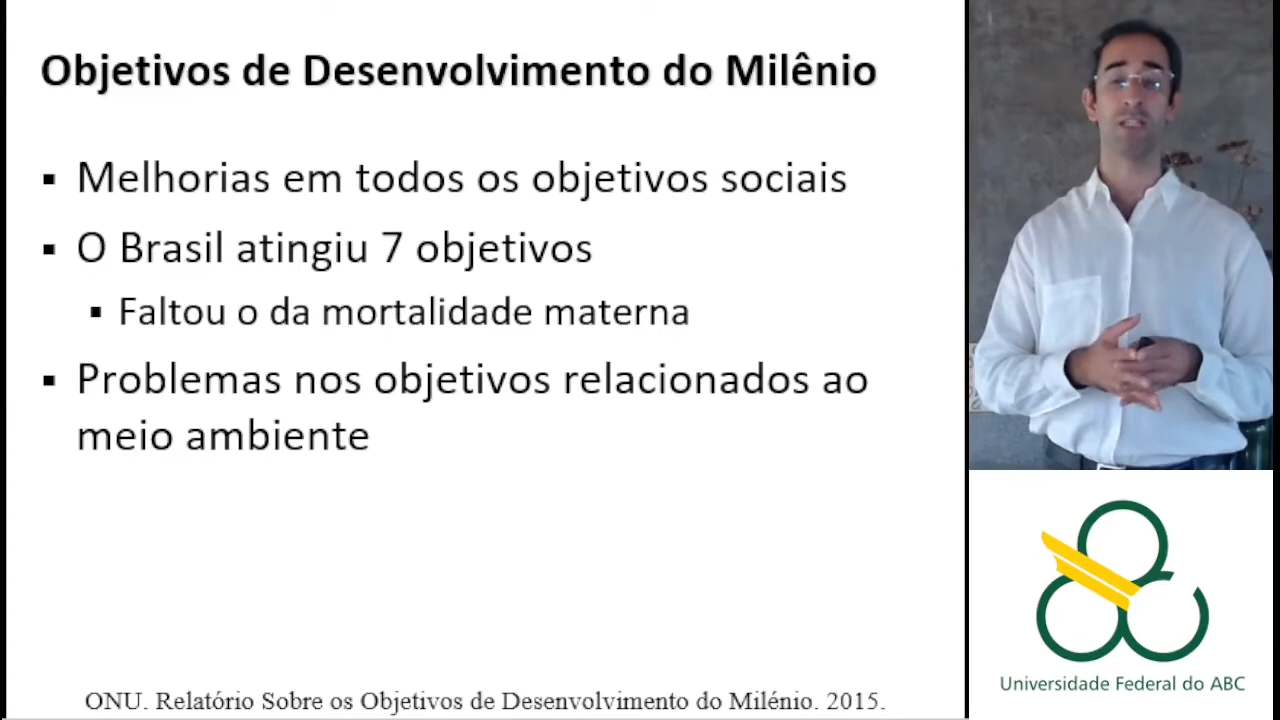 Objetivos de Desenvolvimento do Milênio
▪ Melhorias em todos os objetivos sociais
▪ O Brasil atingiu 7 objetivos
▪ Faltou o da mortalidade materna
▪ Problemas nos objetivos relacionados ao
meio ambiente
ONU. Relatório Sobre os Objetivos de Desenvolvimento do Milénio. 2015.
Universidade Federal do ABC